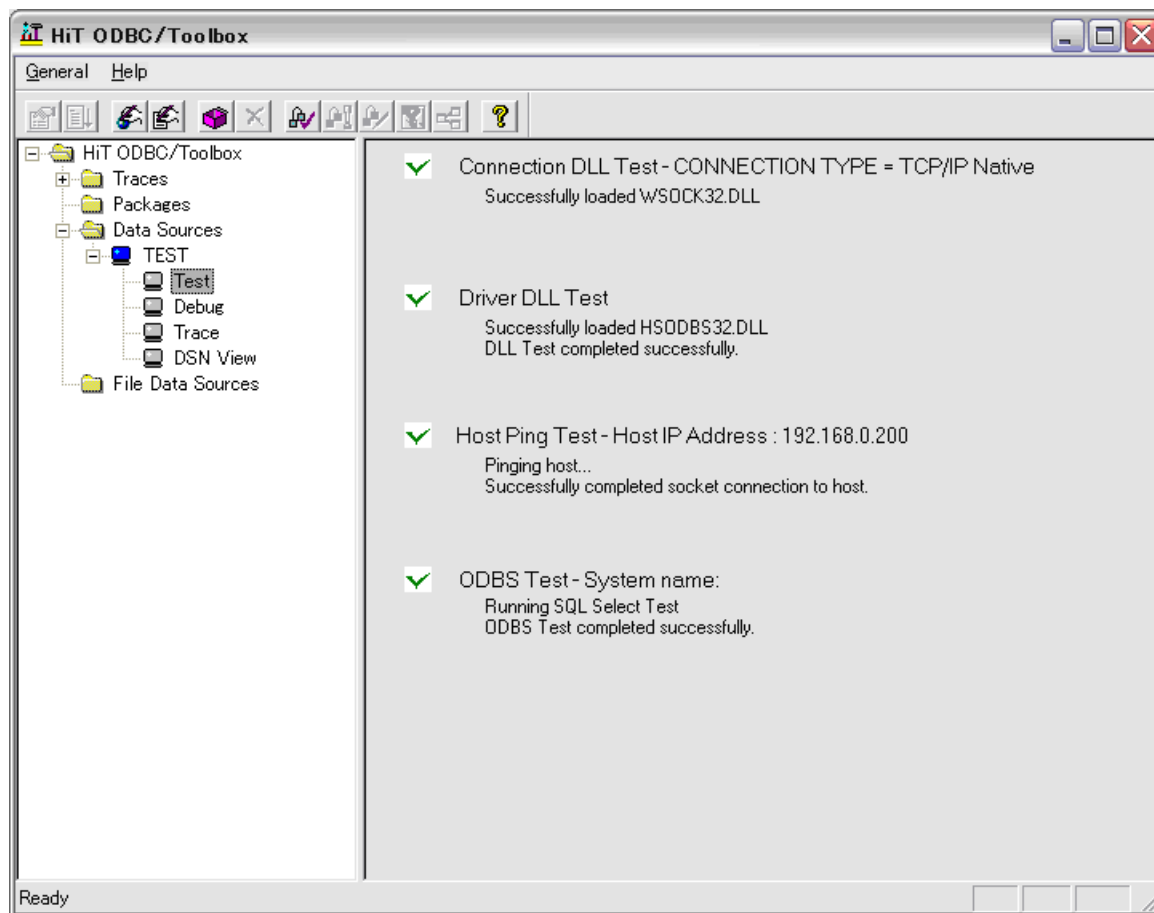 HiT ODBC/Toolbox
General Help
HiT ODBC/Toolbox
Traces
Packages
Data Sources
TEST
Test
Debug
Trace
DSN View
File Data Sources
Connection DLL Test - CONNECTION TYPE = TCP/IP Native
Successfully loaded WSOCK32.DLL
Driver DLL Test
Successfully loaded HSODBS32.DLL
DLL Test completed successfully.
Host Ping Test - Host IP Address : 192.168.0.200
Pinging host...
Successfully completed socket connection to host.
ODBS Test - System name:
Running SQL Select Test
ODBS Test completed successfully.
Ready